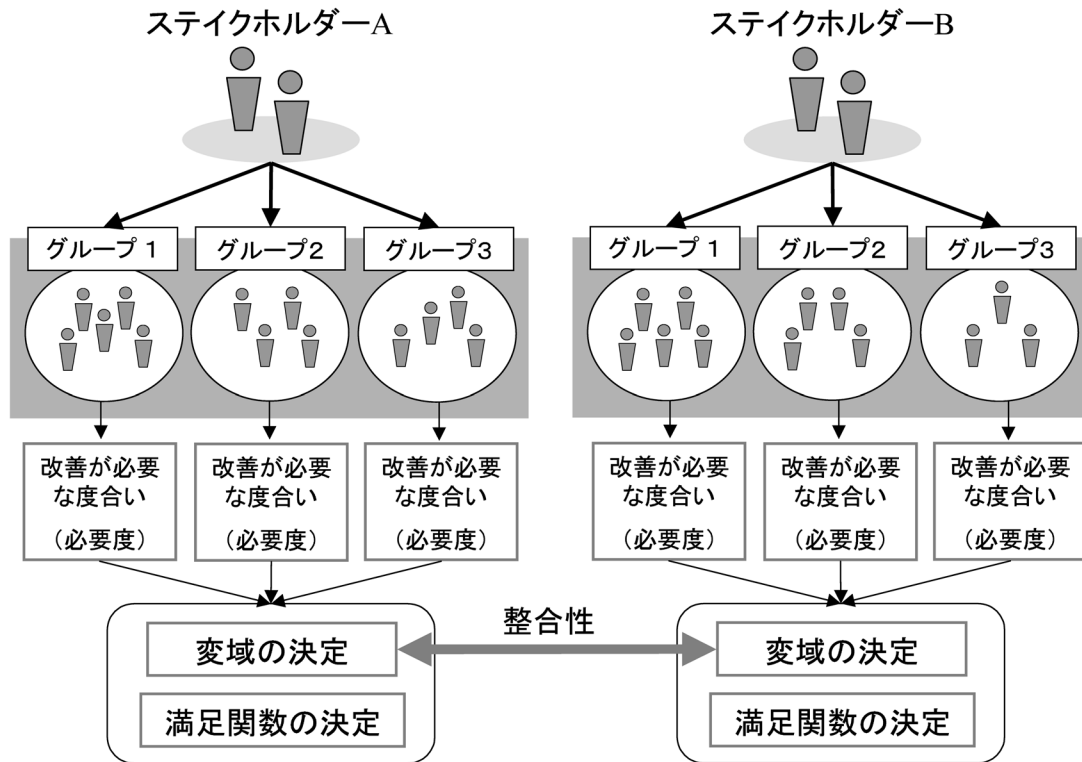 ステイクホルダーA
ステイクホルダーB
グループ1
グループ2
グループ3
グループ1
グループ2
グループ3
改善が必要
な度合い
(必要度)
改善が必要
な度合い
(必要度)
改善が必要
な度合い
(必要度)
改善が必要
な度合い
(必要度)
改善が必要
な度合い
(必要度)
改善が必要
な度合い
(必要度)
整合性
変域の決定
満足関数の決定
変域の決定
満足関数の決定